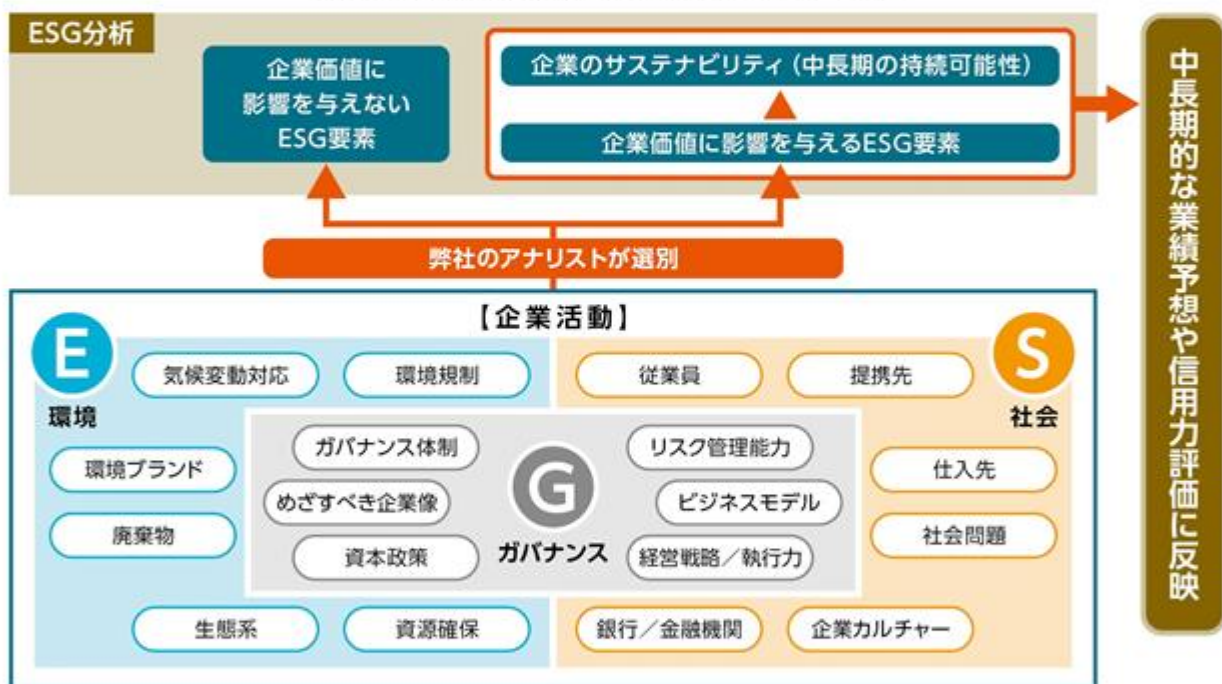 ESG分析
企業価値に
影響を与えない
ESG要素
企業のサステナビリティ（中長期の持続可能性）
企業価値に影響を与えるESG要素
中長期的な業績予想や信用力評価に反映
弊社のアナリストが選別
【企業活動】
E
環境
気候変動対応
環境規制
環境ブランド
廃棄物
生態系
資源確保
G
ガバナンス
ガバナンス体制
めざすべき企業像
資本政策
リスク管理能力
ビジネスモデル
経営戦略／執行力
S
社会
従業員
提携先
仕入先
社会問題
銀行／金融機関
企業カルチャー